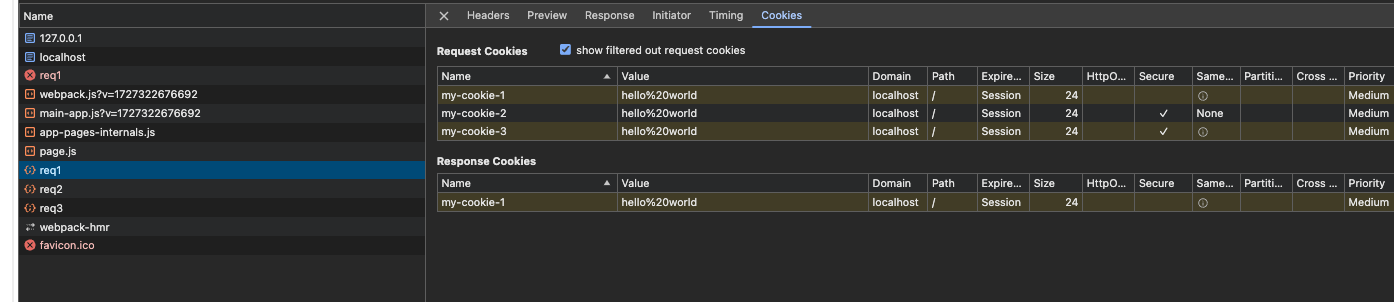 Name
127.0.0.1
localhost
req1
webpack.js?v=1727322676692
main-app.js?v=1727322676692
app-pages-internals.js
page.js
req1
req2
req3
webpack-hmr
favicon.ico
Headers Preview Response Initiator Timing Cookies
Request Cookies show filtered out request cookies
Name Value Domain Path Expire... Size HttpO... Secure Same... Partiti... Cross ... Priority
my-cookie-1 hello%20world localhost / Session 24 Medium
my-cookie-2 hello%20world localhost / Session 24 ✓ None Medium
my-cookie-3 hello%20world localhost / Session 24 ✓ Medium
Response Cookies
Name Value Domain Path Expire... Size HttpO... Secure Same... Partiti... Cross ... Priority
my-cookie-1 hello%20world localhost / Session 24 Medium